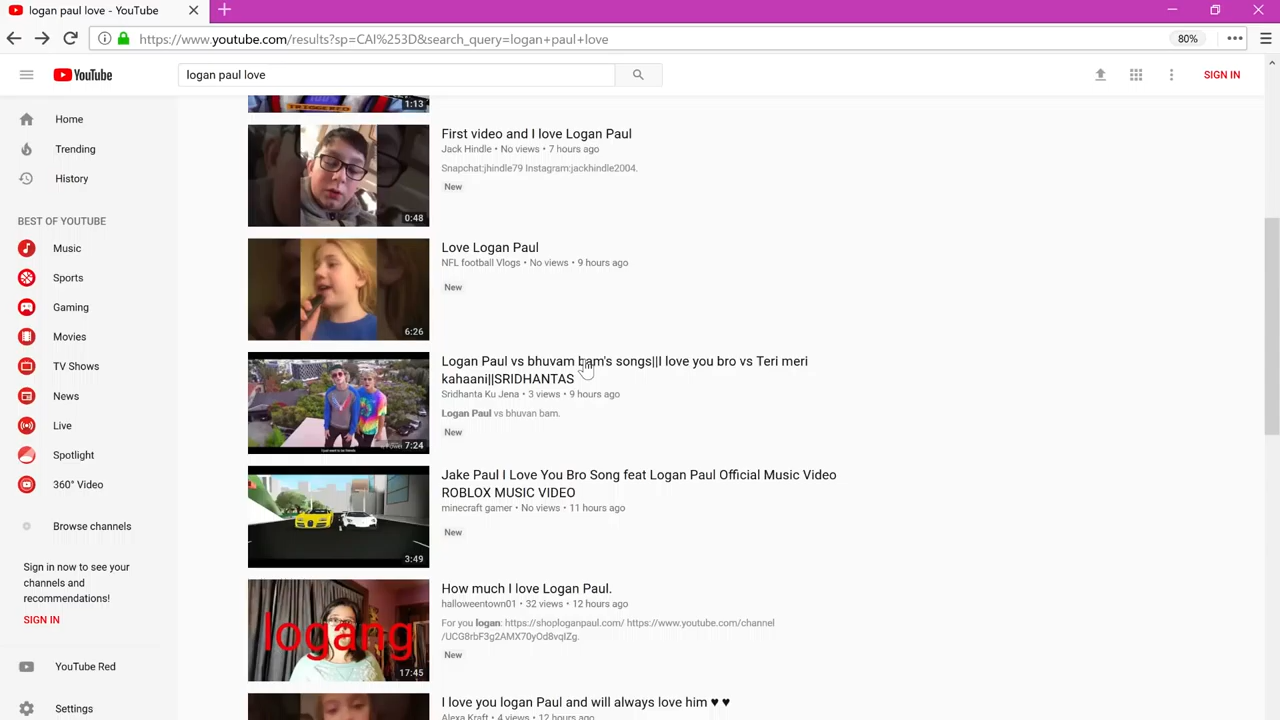 logan paul love - YouTube
https://www.youtube.com/results?sp=CAI%253D&search_query=logan+paul+love
80%
YouTube
logan paul love
SIGN IN
Home
Trending
History
BEST OF YOUTUBE
Music
Sports
Gaming
Movies
TV Shows
News
Live
Spotlight
360° Video
Browse channels
Sign in now to see your
channels and
recommendations!
SIGN IN
YouTube Red
Settings
TRIGGERED
1:13
First video and I love Logan Paul
Jack Hindle • No views • 7 hours ago
Snapchat:jhindle79 Instagram:jackhindle2004.
New
0:48
Love Logan Paul
NFL football Vlogs • No views • 9 hours ago
New
6:26
Logan Paul vs bhuvam bam's songs||I love you bro vs Teri meri
kahaani||SRIDHANTAS
Sridhanta Ku Jena • 3 views • 9 hours ago
Logan Paul vs bhuvan bam.
New
7:24
Jake Paul I Love You Bro Song feat Logan Paul Official Music Video
ROBLOX MUSIC VIDEO
minecraft gamer • No views • 11 hours ago
New
3:49
How much I love Logan Paul.
halloweentown01 • 32 views • 12 hours ago
For you logan: https://shoploganpaul.com/ https://www.youtube.com/channel
/UCG8rbF3g2AMX70yOd8vqIZg.
New
logang
17:45
I love you logan Paul and will always love him ♥ ♥
Alexa Kraft • 4 views • 12 hours ago